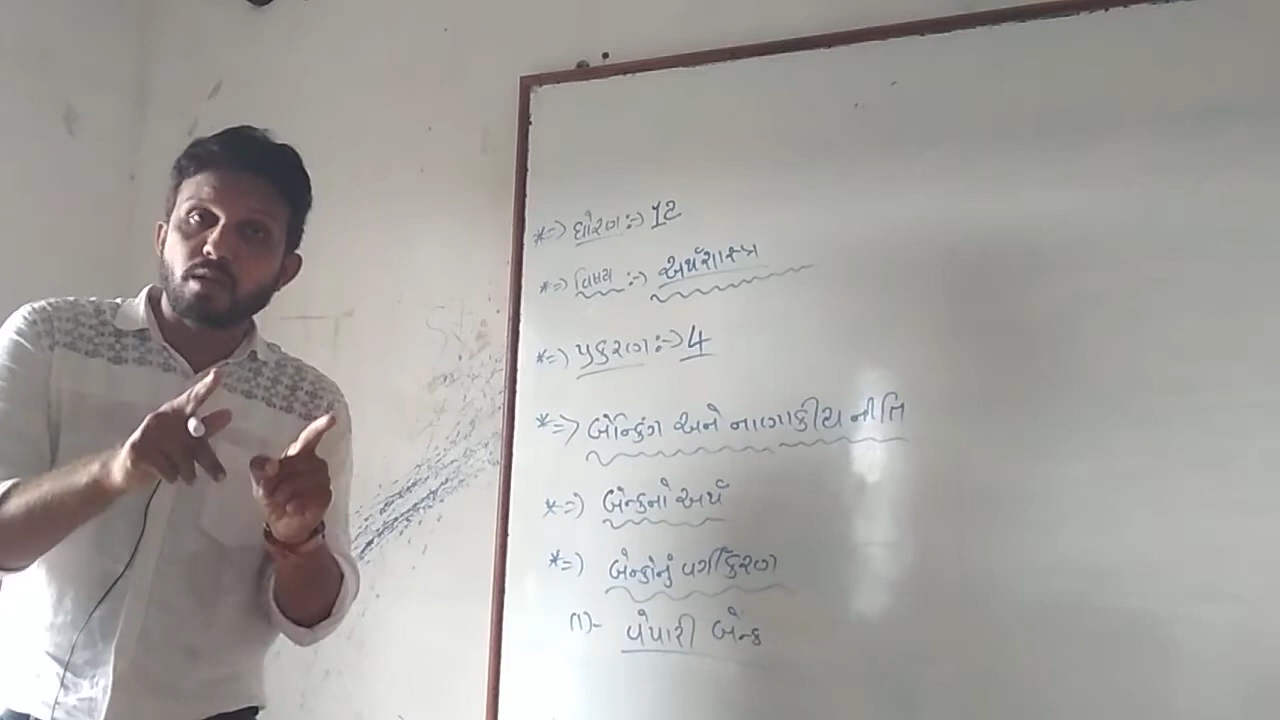 *=> ધોરણ :-> 12
*=> વિષય :-> અર્થશાસ્ત્ર
*=> પ્રકરણ :-> 4
*=> બેન્કિંગ અને નાણાકીય નીતિ
*=> બેન્કનો અર્થ
*=> બેન્કોનું વર્ગીકરણ
1)- વેપારી બેન્ક